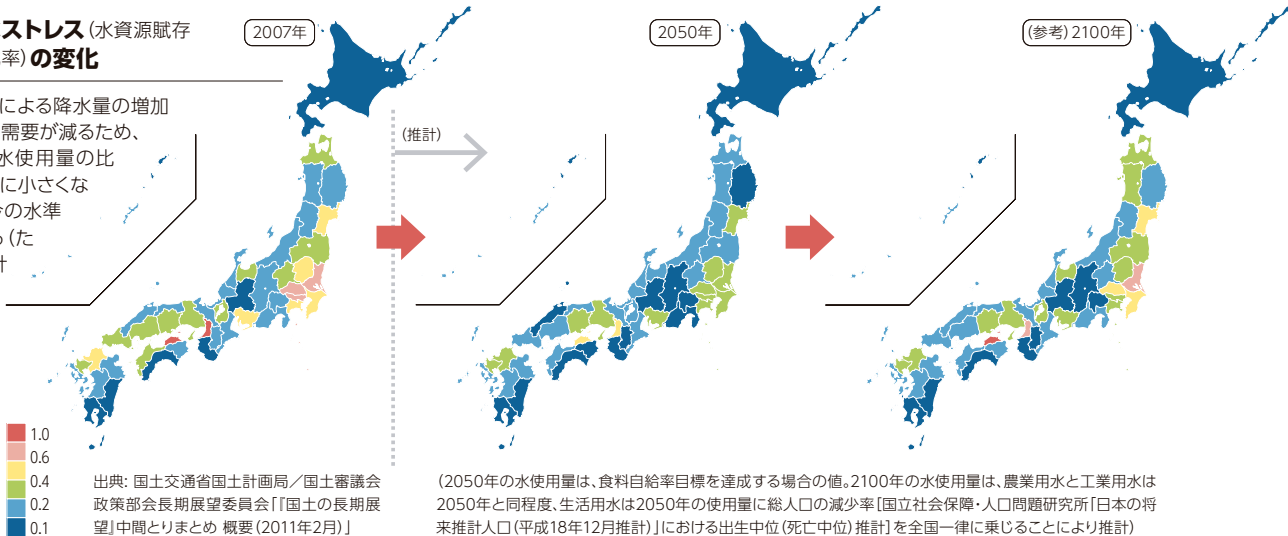 ストレス(水資源賦存
率)の変化
による降水量の増加
需要が減るため、
水使用量の比
に小さくな
の水準
(た
2007年
2050年
(参考)2100年
(推計)
1.0
0.6
0.4
0.2
0.1
出典: 国土交通省国土計画局/国土審議会
政策部会長期展望委員会「『国土の長期展
望』中間とりまとめ 概要(2011年2月)」
(2050年の水使用量は、食料自給率目標を達成する場合の値。2100年の水使用量は、農業用水と工業用水は
2050年と同程度、生活用水は2050年の使用量に総人口の減少率[国立社会保障・人口問題研究所「日本の将
来推計人口(平成18年12月推計)」における出生中位(死亡中位)推計]を全国一律に乗じることにより推計)